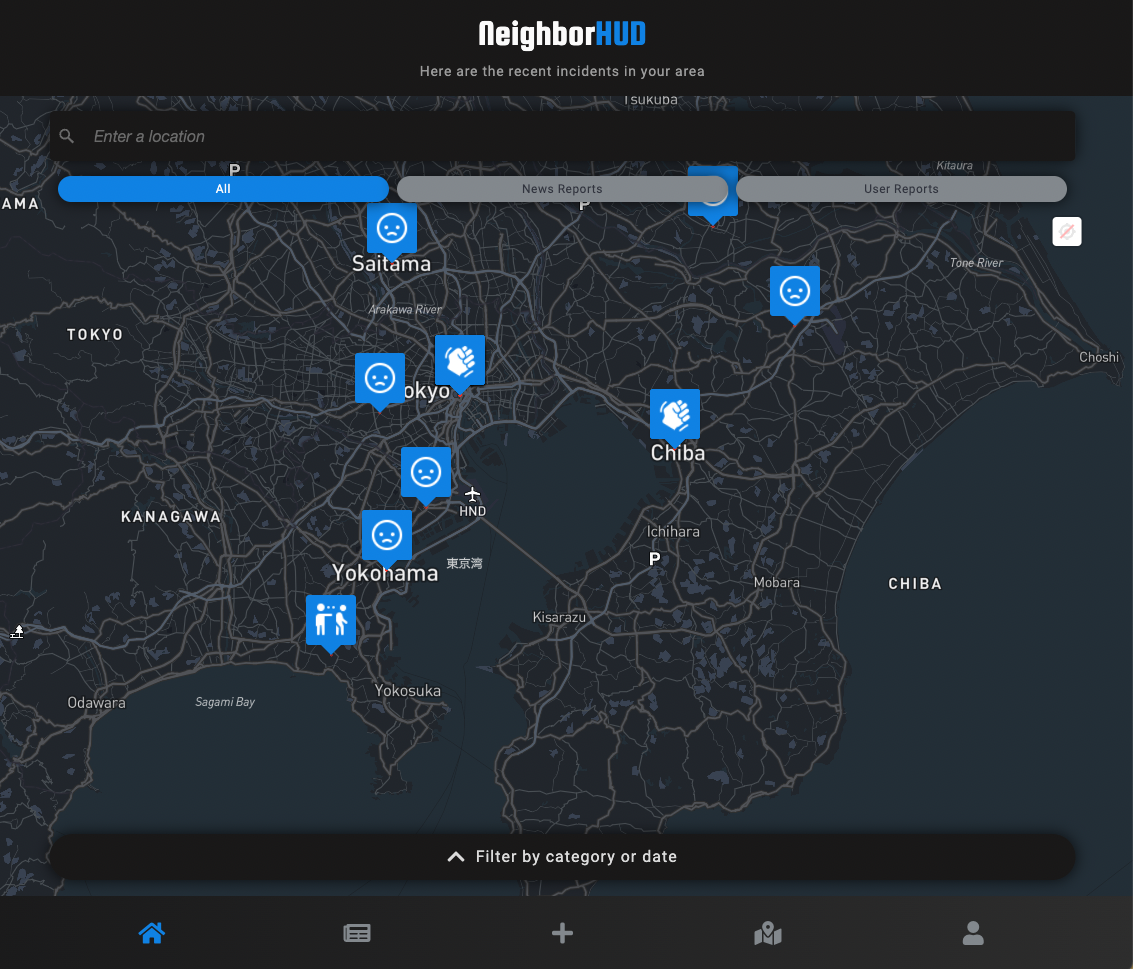 NeighborHUD
Here are the recent incidents in your area
Tsukuba
Enter a location
P
Kitaura
All
News Reports
User Reports
AMA
P
Saitama
Tone River
Arakawa River
TOKYO
Choshi
okyo
Chiba
HND
KANAGAWA
Ichihara
P
東京湾
Yokohama
Mobara
CHIBA
Kisarazu
Yokosuka
Odawara
Sagami Bay
Filter by category or date